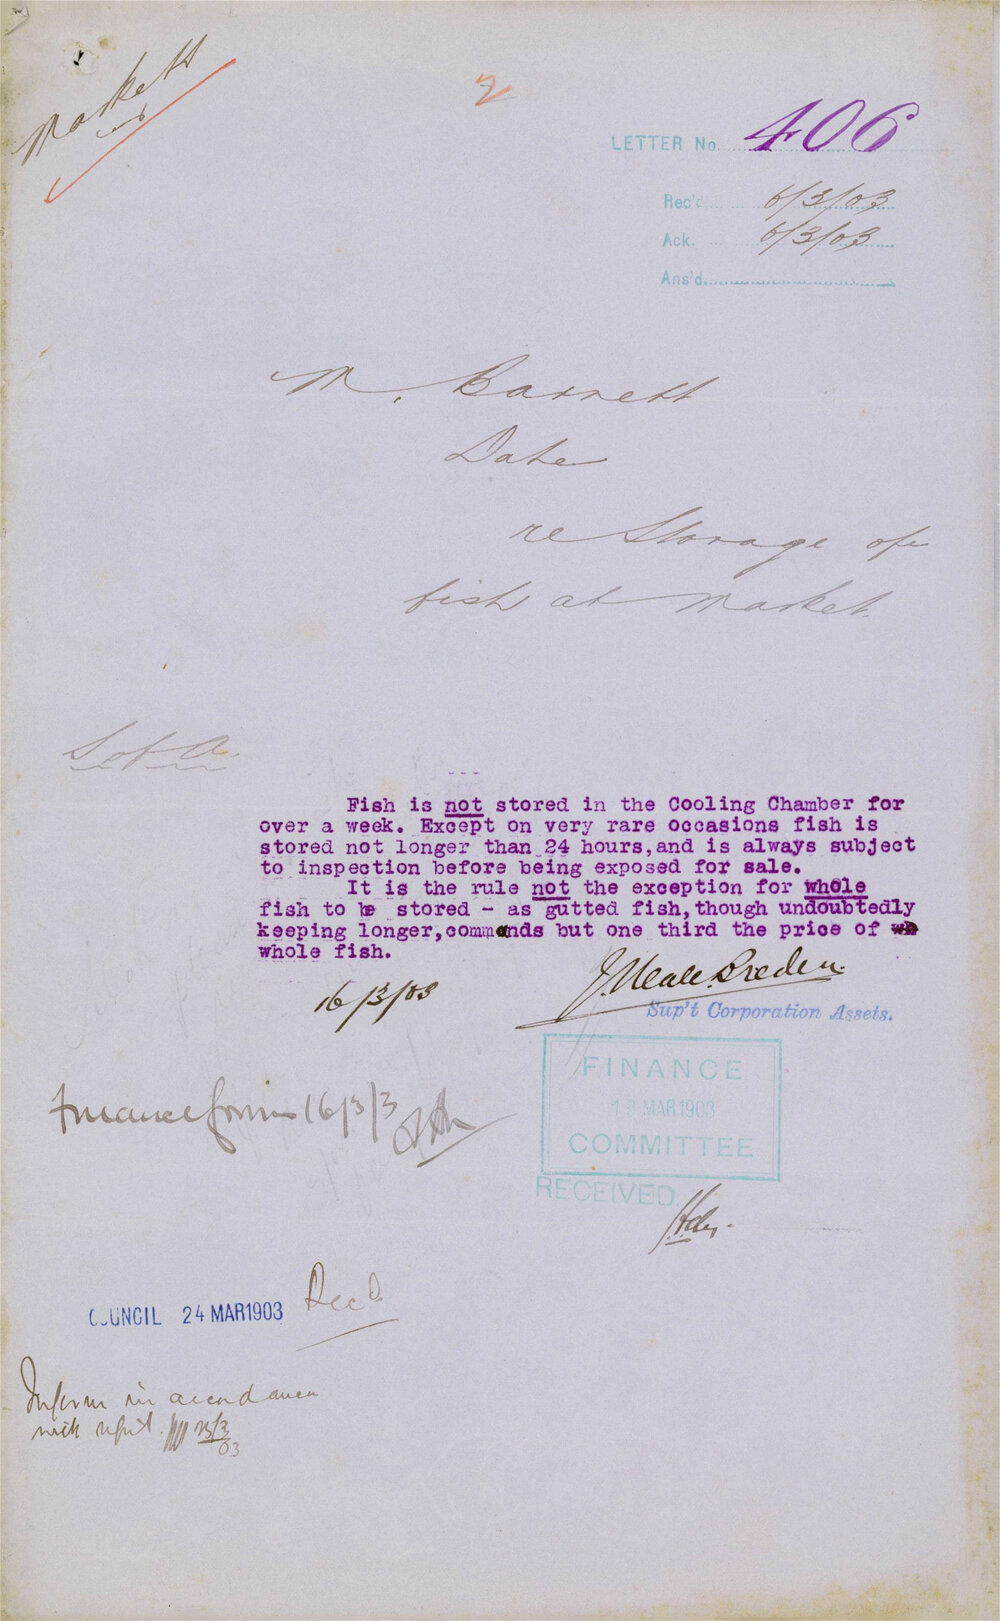 Markets
2
LETTER No. 406
Rec'd 6/3/03
Ack. 6/3/03
Ans'd.
M. Barrett
Date
re Storage of
fish at Market.
Fish is not stored in the Cooling Chamber for
over a week. Except on very rare occasions fish is
stored not longer than 24 hours,and is always subject
to inspection before being exposed for sale.
It is the rule not the exception for whole
fish to be stored - as gutted fish,though undoubtedly
keeping longer,commands but one third the price of wh
whole fish.
16/3/03
Sup't Corporation Assets.
FINANCE
MAR 1903
COMMITTEE
RECEIVED
Finance 16/3/3
COUNCIL 24 MAR 1903 Rec'd
Inform in accordance
with report. 25/3
03